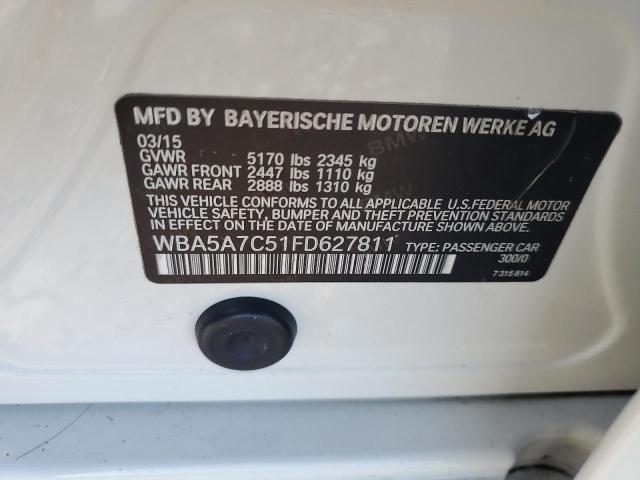 MFD BY BAYERISCHE MOTOREN WERKE AG
03/15
GVWR 5170 lbs 2345 kg
GAWR FRONT 2447 lbs 1110 kg
GAWR REAR 2888 lbs 1310 kg
THIS VEHICLE CONFORMS TO ALL APPLICABLE U.S.FEDERAL MOTOR
VEHICLE SAFETY, BUMPER AND THEFT PREVENTION STANDARDS
IN EFFECT ON THE DATE OF MANUFACTURE SHOWN ABOVE.
WBA5A7C51FD627811 TYPE: PASSENGER CAR
300/0
7315814
BMW
BMW